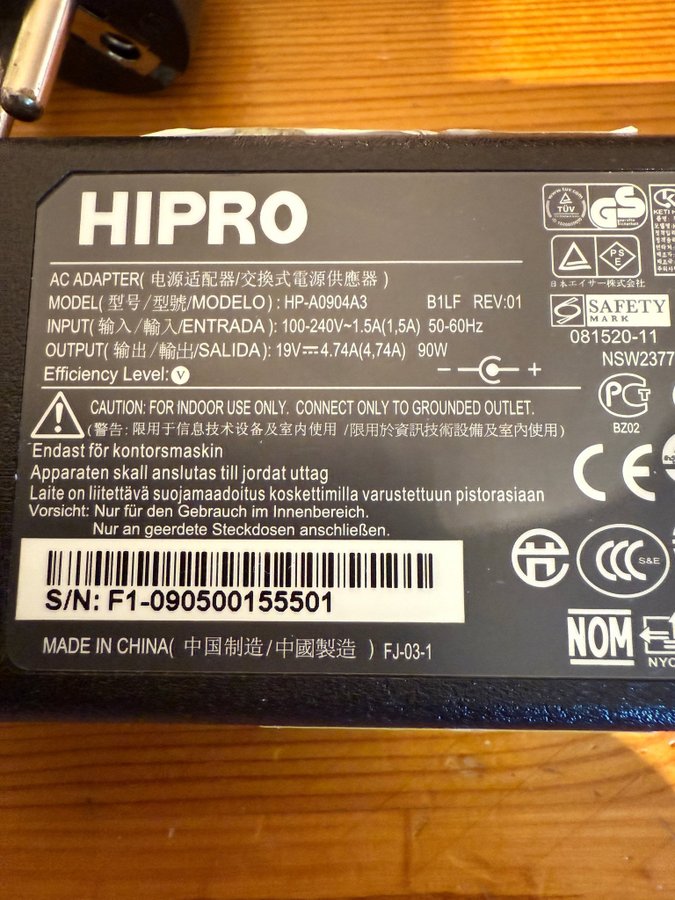 HIPRO
AC ADAPTER( 电源适配器/交換式電源供應器 )
MODEL( 型号/型號/MODELO ): HP-A0904A3 B1LF REV:01
INPUT( 输入/輸入/ENTRADA ): 100-240V~1.5A(1,5A) 50-60Hz
OUTPUT( 输出/輸出/SALIDA ): 19V⎓4.74A(4,74A) 90W
Efficiency Level: V
- +
CAUTION: FOR INDOOR USE ONLY. CONNECT ONLY TO GROUNDED OUTLET.
(警告: 限用于信息技术设备及室内使用 /限用於資訊技術設備及室內使用)
Endast för kontorsmaskin
Apparaten skall anslutas till jordat uttag
Laite on liitettävä suojamaadoitus koskettimilla varustettuun pistorasiaan
Vorsicht: Nur für den Gebrauch im Innenbereich.
Nur an geerdete Steckdosen anschließen.
S/N: F1-090500155501
MADE IN CHINA( 中国制造/中國製造 ) FJ-03-1
TÜV
GS
PS
E
日本エイサー株式会社
SAFETY
MARK
081520-11
NSW2377
BZ02
CE
CCC
S&E
NOM
NYC